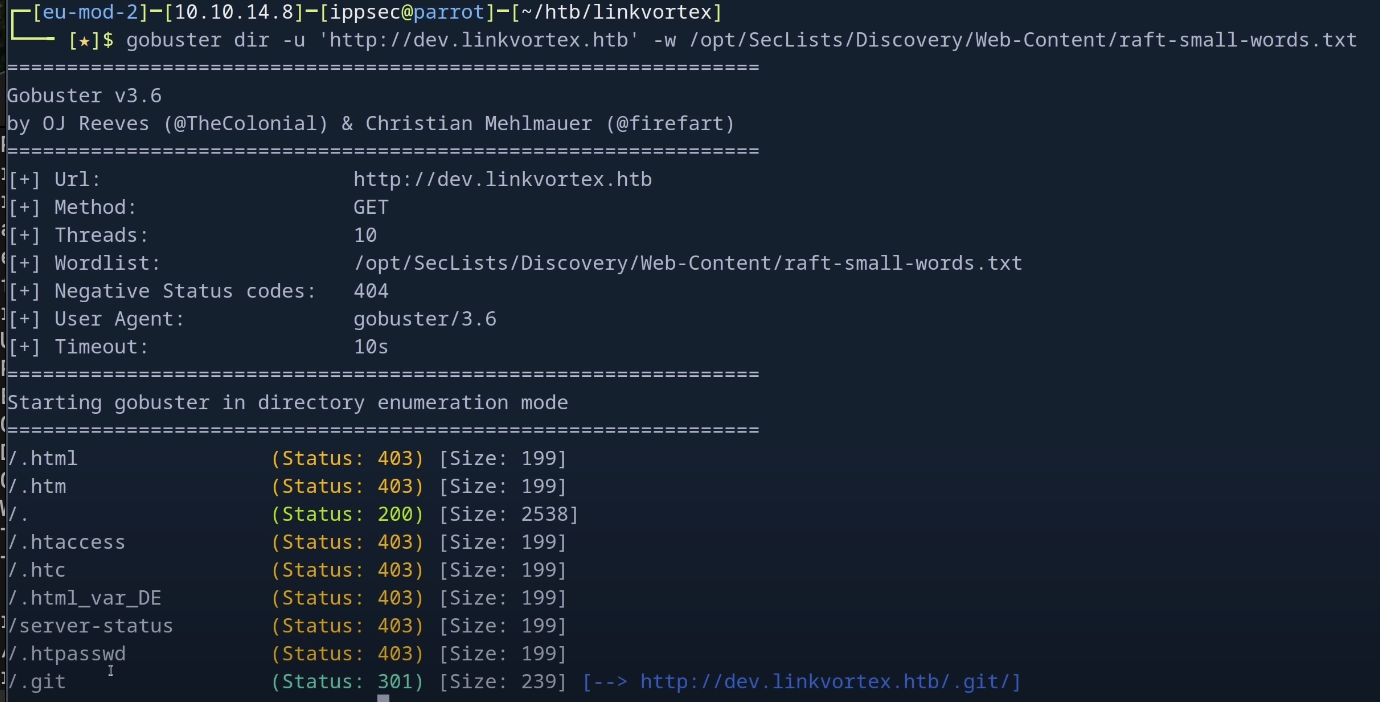 ┌─[eu-mod-2]─[10.10.14.8]─[ippsec@parrot]─[~/htb/linkvortex]
└── [★]$ gobuster dir -u 'http://dev.linkvortex.htb' -w /opt/SecLists/Discovery/Web-Content/raft-small-words.txt
===============================================================
Gobuster v3.6
by OJ Reeves (@TheColonial) & Christian Mehlmauer (@firefart)
===============================================================
[+] Url:                     http://dev.linkvortex.htb
[+] Method:                  GET
[+] Threads:                 10
[+] Wordlist:                /opt/SecLists/Discovery/Web-Content/raft-small-words.txt
[+] Negative Status codes:   404
[+] User Agent:              gobuster/3.6
[+] Timeout:                 10s
===============================================================
Starting gobuster in directory enumeration mode
===============================================================
/.html                (Status: 403) [Size: 199]
/.htm                 (Status: 403) [Size: 199]
/.                    (Status: 200) [Size: 2538]
/.htaccess            (Status: 403) [Size: 199]
/.htc                 (Status: 403) [Size: 199]
/.html_var_DE         (Status: 403) [Size: 199]
/server-status        (Status: 403) [Size: 199]
/.htpasswd            (Status: 403) [Size: 199]
/.git                 (Status: 301) [Size: 239] [--> http://dev.linkvortex.htb/.git/]